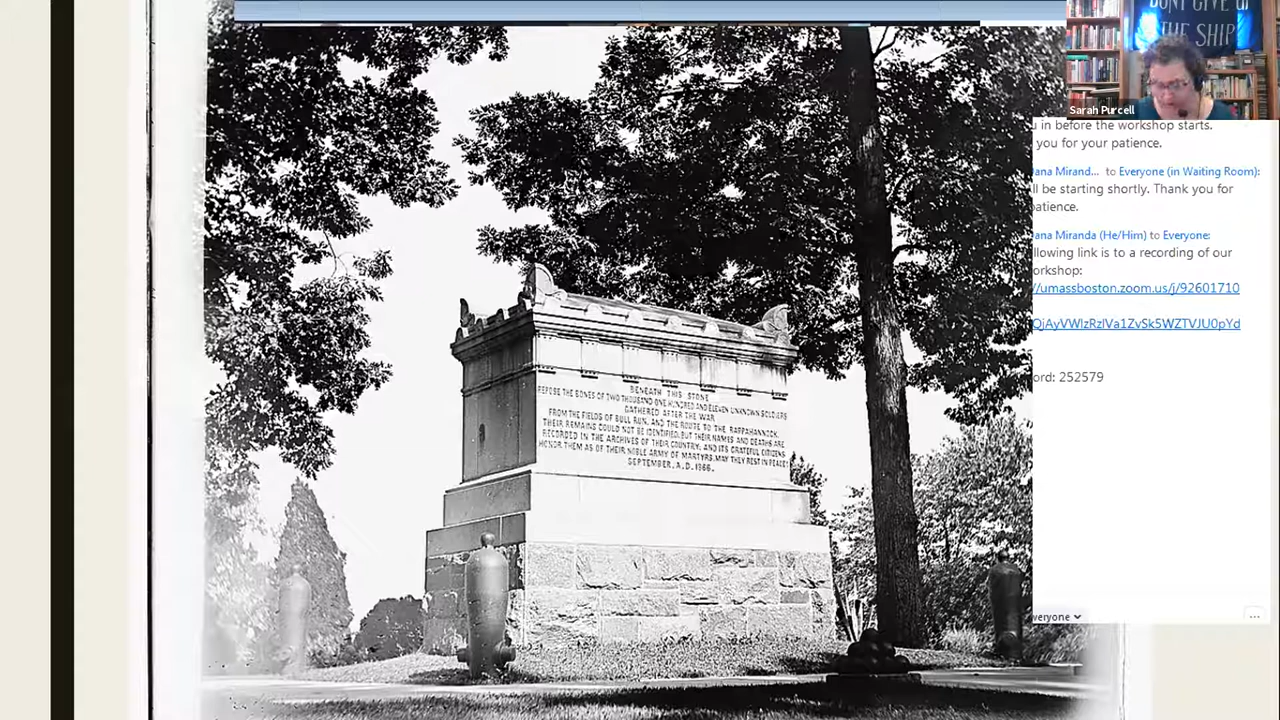 DONT GIVE UP
THE SHIP
Sarah Purcell
u in before the workshop starts.
you for your patience.
ana Mirand... to Everyone (in Waiting Room):
ll be starting shortly. Thank you for
patience.
ana Miranda (He/Him) to Everyone:
llowing link is to a recording of our
orkshop:
//umassboston.zoom.us/j/92601710
QjAyVWlzRzlVa1ZvSk5WZTVJU0pYd
ord: 252579
veryone
BENEATH THIS STONE
REPOSE THE BONES OF TWO THOUSAND ONE HUNDRED AND ELEVEN UNKNOWN SOLDIERS
GATHERED AFTER THE WAR
FROM THE FIELDS OF BULL RUN, AND THE ROUTE TO THE RAPPAHANNOCK.
THEIR REMAINS COULD NOT BE IDENTIFIED, BUT THEIR NAMES AND DEATHS ARE
RECORDED IN THE ARCHIVES OF THEIR COUNTRY; AND ITS GRATEFUL CITIZENS
HONOR THEM AS OF THEIR NOBLE ARMY OF MARTYRS. MAY THEY REST IN PEACE!
SEPTEMBER, A.D. 1866.